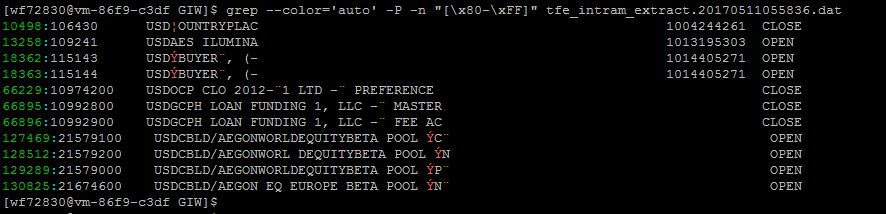 [wf72830@vm-86f9-c3df GIW]$ grep --color='auto' -P -n "[\x80-\xFF]" tfe_intram_extract.20170511055836.dat
10498:106430 USD¦OUNTRYPLAC 1004244261 CLOSE
13258:109241 USDAES ILUMINA 1013195303 OPEN
18362:115143 USDÝBUYER¨, (- 1014405271 OPEN
18363:115144 USDÝBUYER¨, (- 1014405271 OPEN
66229:10974200 USDOCP CLO 2012-¨1 LTD -¨ PREFERENCE CLOSE
66895:10992800 USDGCPH LOAN FUNDING 1, LLC -¨ MASTER CLOSE
66896:10992900 USDGCPH LOAN FUNDING 1, LLC -¨ FEE AC CLOSE
127469:21579100 USDCBLD/AEGONWORLDEQUITYBETA POOL ÝC¨ OPEN
128512:21579200 USDCBLD/AEGONWORL DEQUITYBETA POOL ÝN OPEN
129289:21579000 USDCBLD/AEGONWORLDEQUITYBETA POOL ÝP¨ OPEN
130825:21674600 USDCBLD/AEGON EQ EUROPE BETA POOL ÝN¨ OPEN
[wf72830@vm-86f9-c3df GIW]$